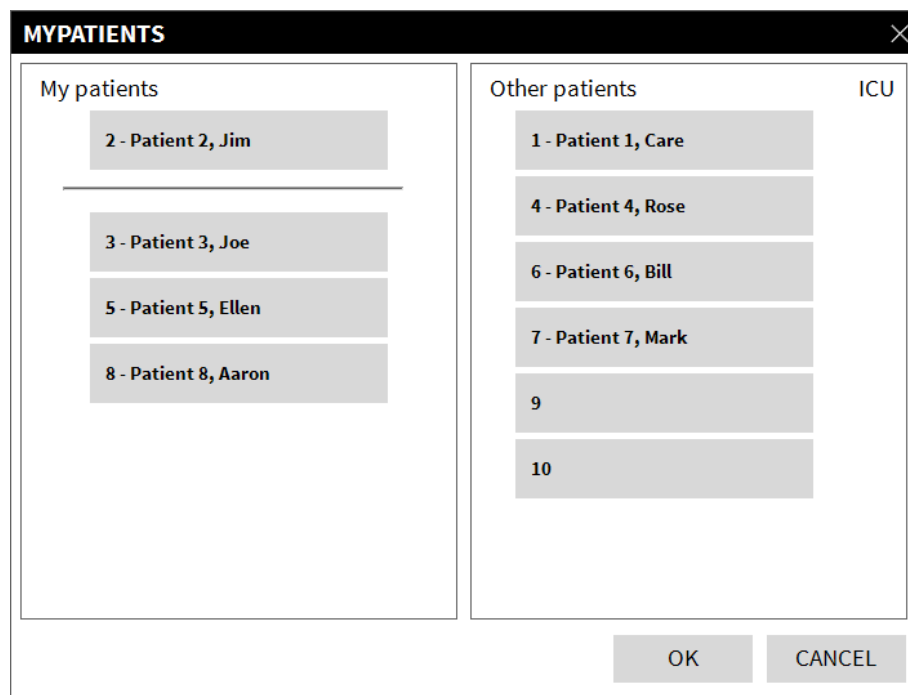 MYPATIENTS
My patients
2 - Patient 2, Jim
3 - Patient 3, Joe
5 - Patient 5, Ellen
8 - Patient 8, Aaron
Other patients ICU
1 - Patient 1, Care
4 - Patient 4, Rose
6 - Patient 6, Bill
7 - Patient 7, Mark
9
10
OK CANCEL